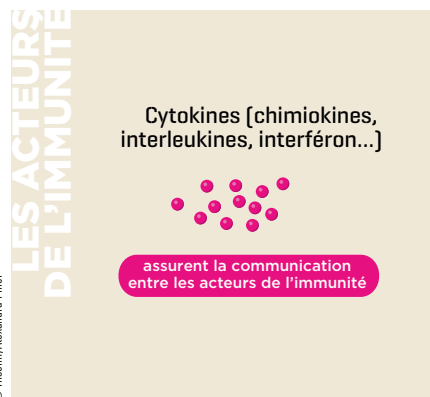 LES ACTEURS
DE L'IMMUNITÉ
Cytokines (chimiokines,
interleukines, interféron...)
assurent la communication
entre les acteurs de l'immunité